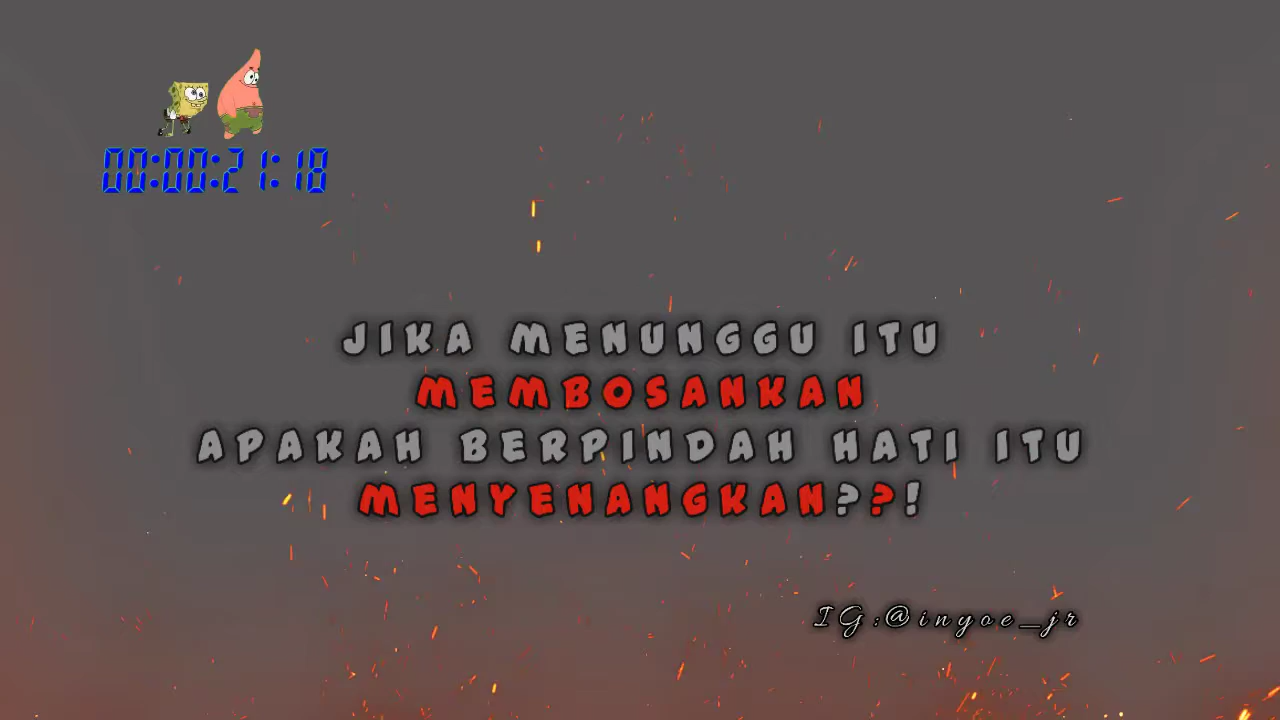 00:00:21:18
JIKA MENUNGGU ITU
MEMBOSANKAN
APAKAH BERPINDAH HATI ITU
MENYENANGKAN??!
IG:@inyoe_jr